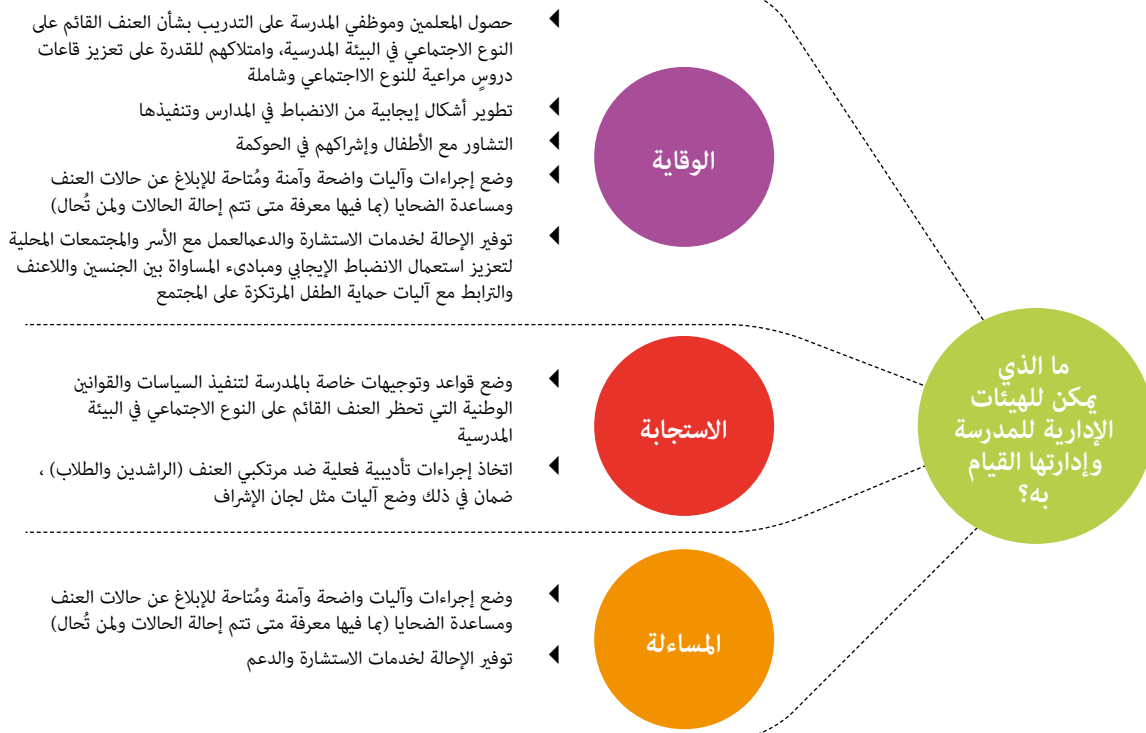 ما الذي
يمكن للهيئات
الإدارية للمدرسة
وإدارتها القيام
به؟
الوقاية
حصول المعلمين وموظفي المدرسة على التدريب بشأن العنف القائم على
النوع الاجتماعي في البيئة المدرسية، وامتلاكهم للقدرة على تعزيز قاعات
دروسٍ مراعية للنوع الااجتماعي وشاملة
تطوير أشكال إيجابية من الانضباط في المدارس وتنفيذها
التشاور مع الأطفال وإشراكهم في الحوكمة
وضع إجراءات وآليات واضحة وآمنة ومُتاحة للإبلاغ عن حالات العنف
ومساعدة الضحايا (بما فيها معرفة متى تتم إحالة الحالات ولمن تُحال)
توفير الإحالة لخدمات الاستشارة والدعمالعمل مع الأسر والمجتمعات المحلية
لتعزيز استعمال الانضباط الإيجابي ومبادىء المساواة بين الجنسين واللاعنف
والترابط مع آليات حماية الطفل المرتكزة على المجتمع
الاستجابة
وضع قواعد وتوجيهات خاصة بالمدرسة لتنفيذ السياسات والقوانين
الوطنية التي تحظر العنف القائم على النوع الاجتماعي في البيئة
المدرسية
اتخاذ إجراءات تأديبية فعلية ضد مرتكبي العنف (الراشدين والطلاب) ،
ضمان في ذلك وضع آليات مثل لجان الإشراف
المساءلة
وضع إجراءات وآليات واضحة وآمنة ومُتاحة للإبلاغ عن حالات العنف
ومساعدة الضحايا (بما فيها معرفة متى تتم إحالة الحالات ولمن تُحال)
توفير الإحالة لخدمات الاستشارة والدعم